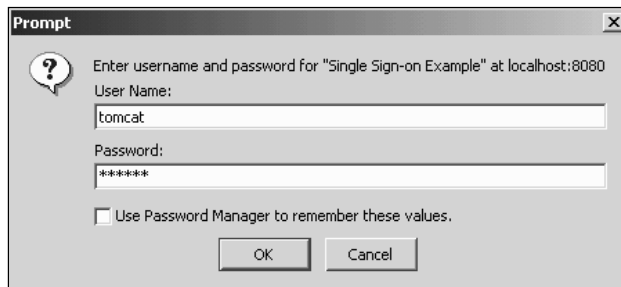 Prompt
Enter username and password for "Single Sign-on Example" at localhost:8080
User Name:
tomcat
Password:
******
Use Password Manager to remember these values.
OK
Cancel